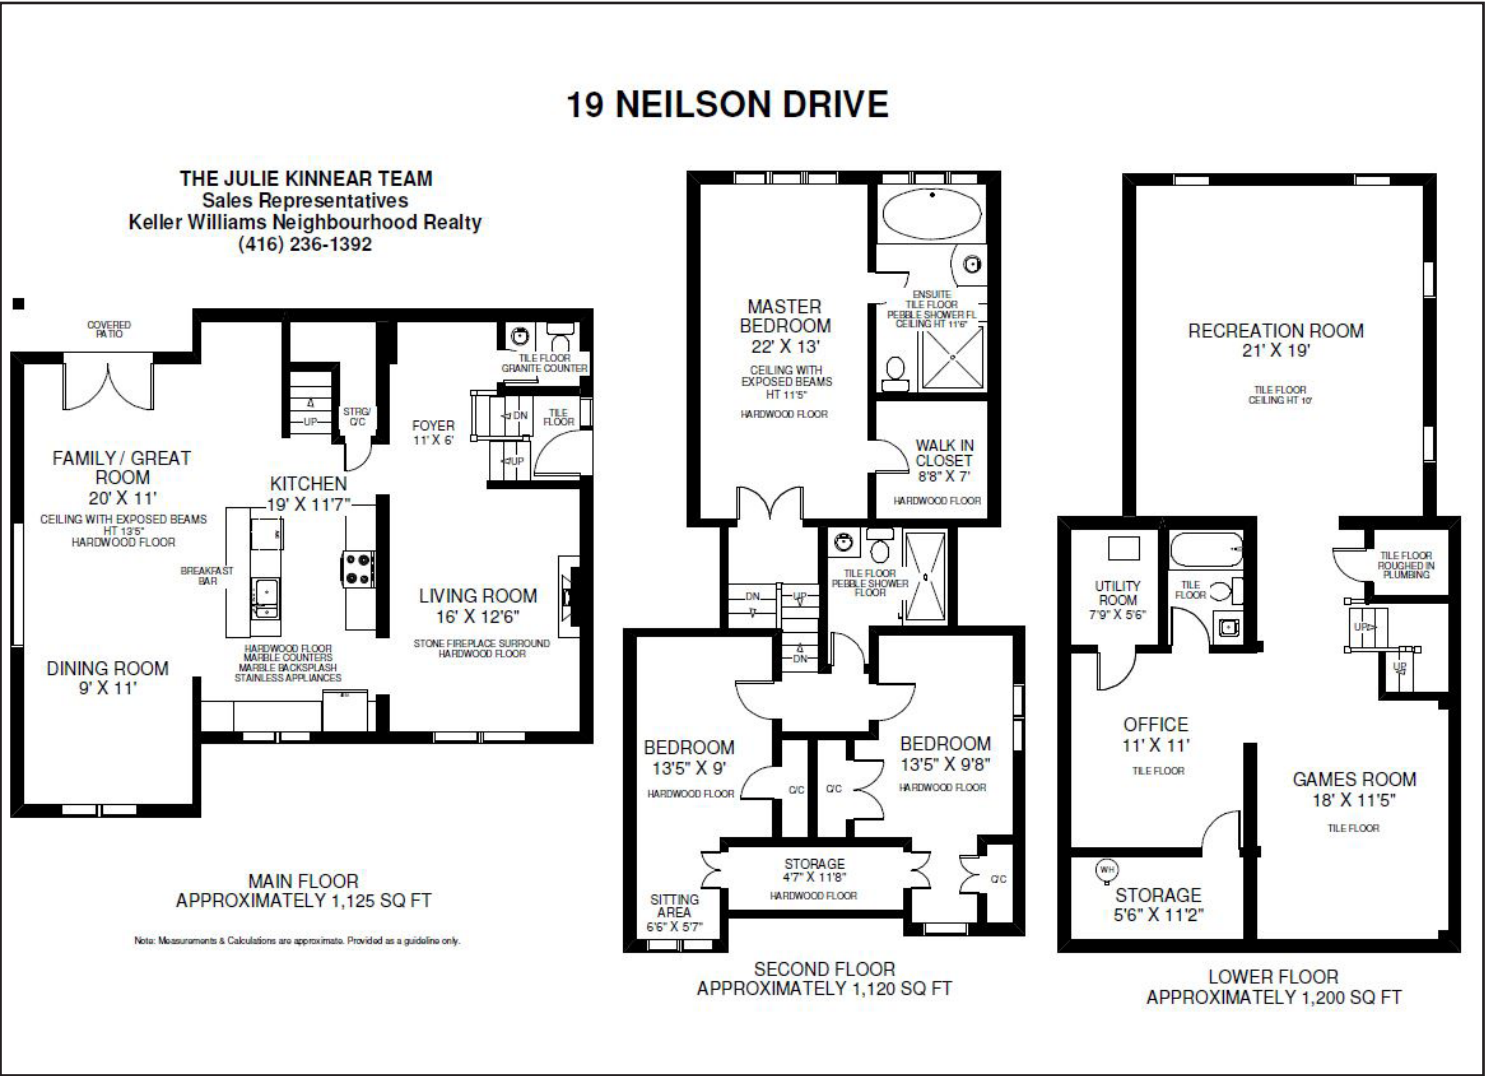 19 NEILSON DRIVE
THE JULIE KINNEAR TEAM
Sales Representatives
Keller Williams Neighbourhood Realty
(416) 236-1392
COVERED
PATIO
FAMILY / GREAT
ROOM
20' X 11'
CEILING WITH EXPOSED BEAMS
HT 13'5"
HARDWOOD FLOOR
DINING ROOM
9' X 11'
UP
STRG/
C/C
KITCHEN
19' X 11'7"
BREAKFAST
BAR
HARDWOOD FLOOR
MARBLE COUNTERS
MARBLE BACKSPLASH
STAINLESS APPLIANCES
TILE FLOOR
GRANITE COUNTER
FOYER
11' X 6'
DN
UP
TILE
FLOOR
LIVING ROOM
16' X 12'6"
STONE FIREPLACE SURROUND
HARDWOOD FLOOR
MAIN FLOOR
APPROXIMATELY 1,125 SQ FT
Note: Measurements & Calculations are approximate. Provided as a guideline only.
MASTER
BEDROOM
22' X 13'
CEILING WITH
EXPOSED BEAMS
HT 11'5"
HARDWOOD FLOOR
ENSUITE
TILE FLOOR
PEBBLE SHOWER FL
CEILING HT 11'6"
WALK IN
CLOSET
8'8" X 7'
HARDWOOD FLOOR
TILE FLOOR
PEBBLE SHOWER
FLOOR
DN
UP
DN
BEDROOM
13'5" X 9'
HARDWOOD FLOOR
C/C
C/C
BEDROOM
13'5" X 9'8"
HARDWOOD FLOOR
STORAGE
4'7" X 11'8"
HARDWOOD FLOOR
C/C
SITTING
AREA
6'6" X 5'7"
SECOND FLOOR
APPROXIMATELY 1,120 SQ FT
RECREATION ROOM
21' X 19'
TILE FLOOR
CEILING HT 10'
UTILITY
ROOM
7'9" X 5'6"
TILE
FLOOR
TILE FLOOR
ROUGHED IN
PLUMBING
UP
UP
OFFICE
11' X 11'
TILE FLOOR
GAMES ROOM
18' X 11'5"
TILE FLOOR
WH
STORAGE
5'6" X 11'2"
LOWER FLOOR
APPROXIMATELY 1,200 SQ FT